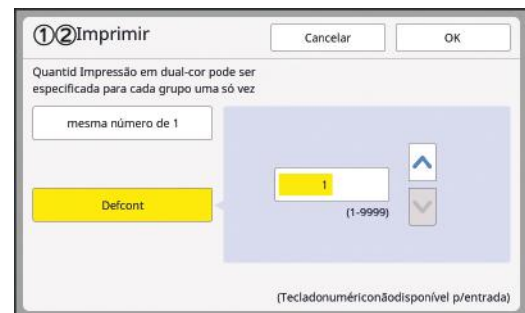 ①②Imprimir
Cancelar
OK
Quantid Impressão em dual-cor pode ser
especificada para cada grupo uma só vez
mesma número de 1
Defcont
1
(1-9999)
(Tecladonumériconãodisponível p/entrada)